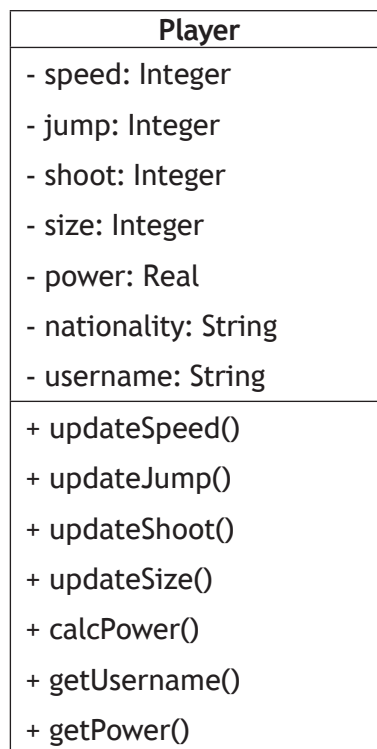 Player
- speed: Integer
- jump: Integer
- shoot: Integer
- size: Integer
- power: Real
- nationality: String
- username: String
+ updateSpeed()
+ updateJump()
+ updateShoot()
+ updateSize()
+ calcPower()
+ getUsername()
+ getPower()